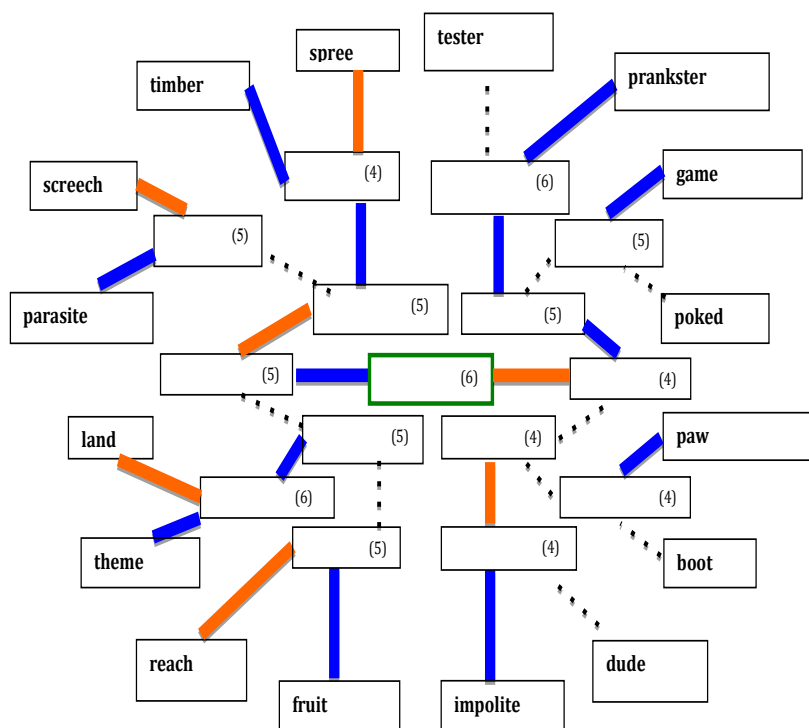 tester
spree
timber
prankster
(4)
screech
game
(6)
(5)
(5)
parasite
(5)
(5)
poked
(5)
(6)
(4)
land
(5)
(4)
paw
(6)
(4)
theme
(5)
(4)
boot
reach
dude
fruit
impolite